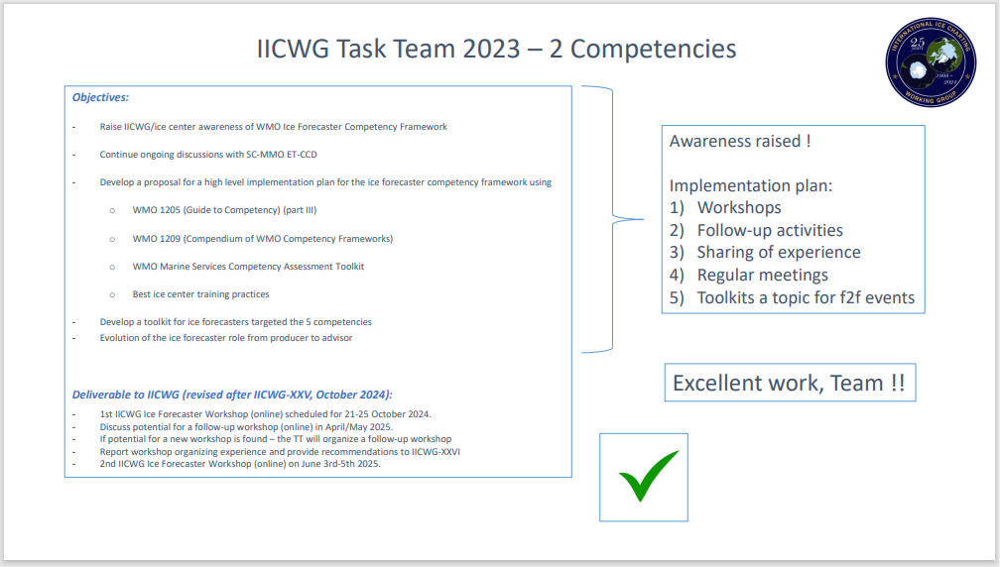 IICWG Task Team 2023 – 2 Competencies
INTERNATIONAL ICE CHARTING
25
YEARS
1999 -
2024
WORKING GROUP
Objectives:
- Raise IICWG/ice center awareness of WMO Ice Forecaster Competency Framework
- Continue ongoing discussions with SC-MMO ET-CCD
- Develop a proposal for a high level implementation plan for the ice forecaster competency framework using
o WMO 1205 (Guide to Competency) (part III)
o WMO 1209 (Compendium of WMO Competency Frameworks)
o WMO Marine Services Competency Assessment Toolkit
o Best ice center training practices
- Develop a toolkit for ice forecasters targeted the 5 competencies
- Evolution of the ice forecaster role from producer to advisor
Deliverable to IICWG (revised after IICWG-XXV, October 2024):
- 1st IICWG Ice Forecaster Workshop (online) scheduled for 21-25 October 2024.
- Discuss potential for a follow-up workshop (online) in April/May 2025.
- If potential for a new workshop is found – the TT will organize a follow-up workshop
- Report workshop organizing experience and provide recommendations to IICWG-XXVI
- 2nd IICWG Ice Forecaster Workshop (online) on June 3rd-5th 2025.
Awareness raised !
Implementation plan:
1) Workshops
2) Follow-up activities
3) Sharing of experience
4) Regular meetings
5) Toolkits a topic for f2f events
Excellent work, Team !!